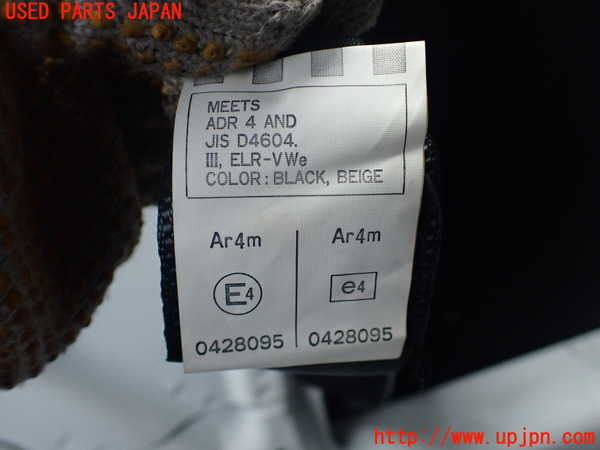 USED PARTS JAPAN
MEETS
ADR 4 AND
JIS D4604.
III, ELR-VWe
COLOR: BLACK, BEIGE
Ar4m
Ar4m
E4
e4
0428095
0428095
http://www.upjpn.com/